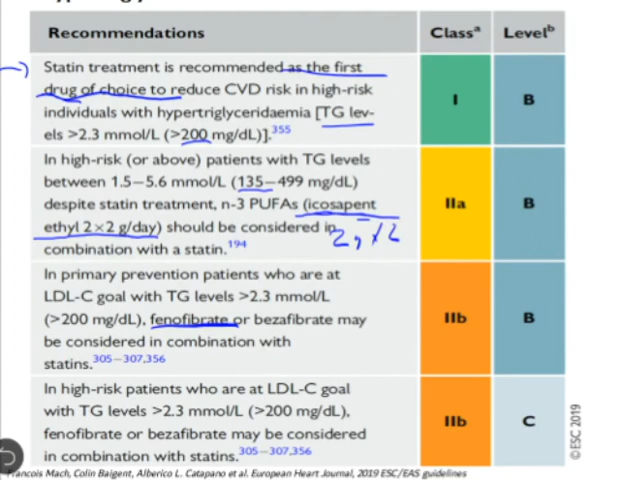 Recommendations Classᵃ Levelᵇ
Statin treatment is recommended as the first
drug of choice to reduce CVD risk in high-risk
individuals with hypertriglyceridaemia [TG lev-
els >2.3 mmol/L (>200 mg/dL)].³⁵⁵
I B
In high-risk (or above) patients with TG levels
between 1.5–5.6 mmol/L (135–499 mg/dL)
despite statin treatment, n-3 PUFAs (icosapent
ethyl 2×2 g/day) should be considered in
combination with a statin.¹⁹⁴
IIa B
In primary prevention patients who are at
LDL-C goal with TG levels >2.3 mmol/L
(>200 mg/dL), fenofibrate or bezafibrate may
be considered in combination with
statins.³⁰⁵⁻³⁰⁷,³⁵⁶
IIb B
In high-risk patients who are at LDL-C goal
with TG levels >2.3 mmol/L (>200 mg/dL),
fenofibrate or bezafibrate may be considered
in combination with statins.³⁰⁵⁻³⁰⁷,³⁵⁶
IIb C
© ESC 2019
Francois Mach, Colin Baigent, Alberico L. Catapano et al. European Heart Journal, 2019 ESC/EAS guidelines